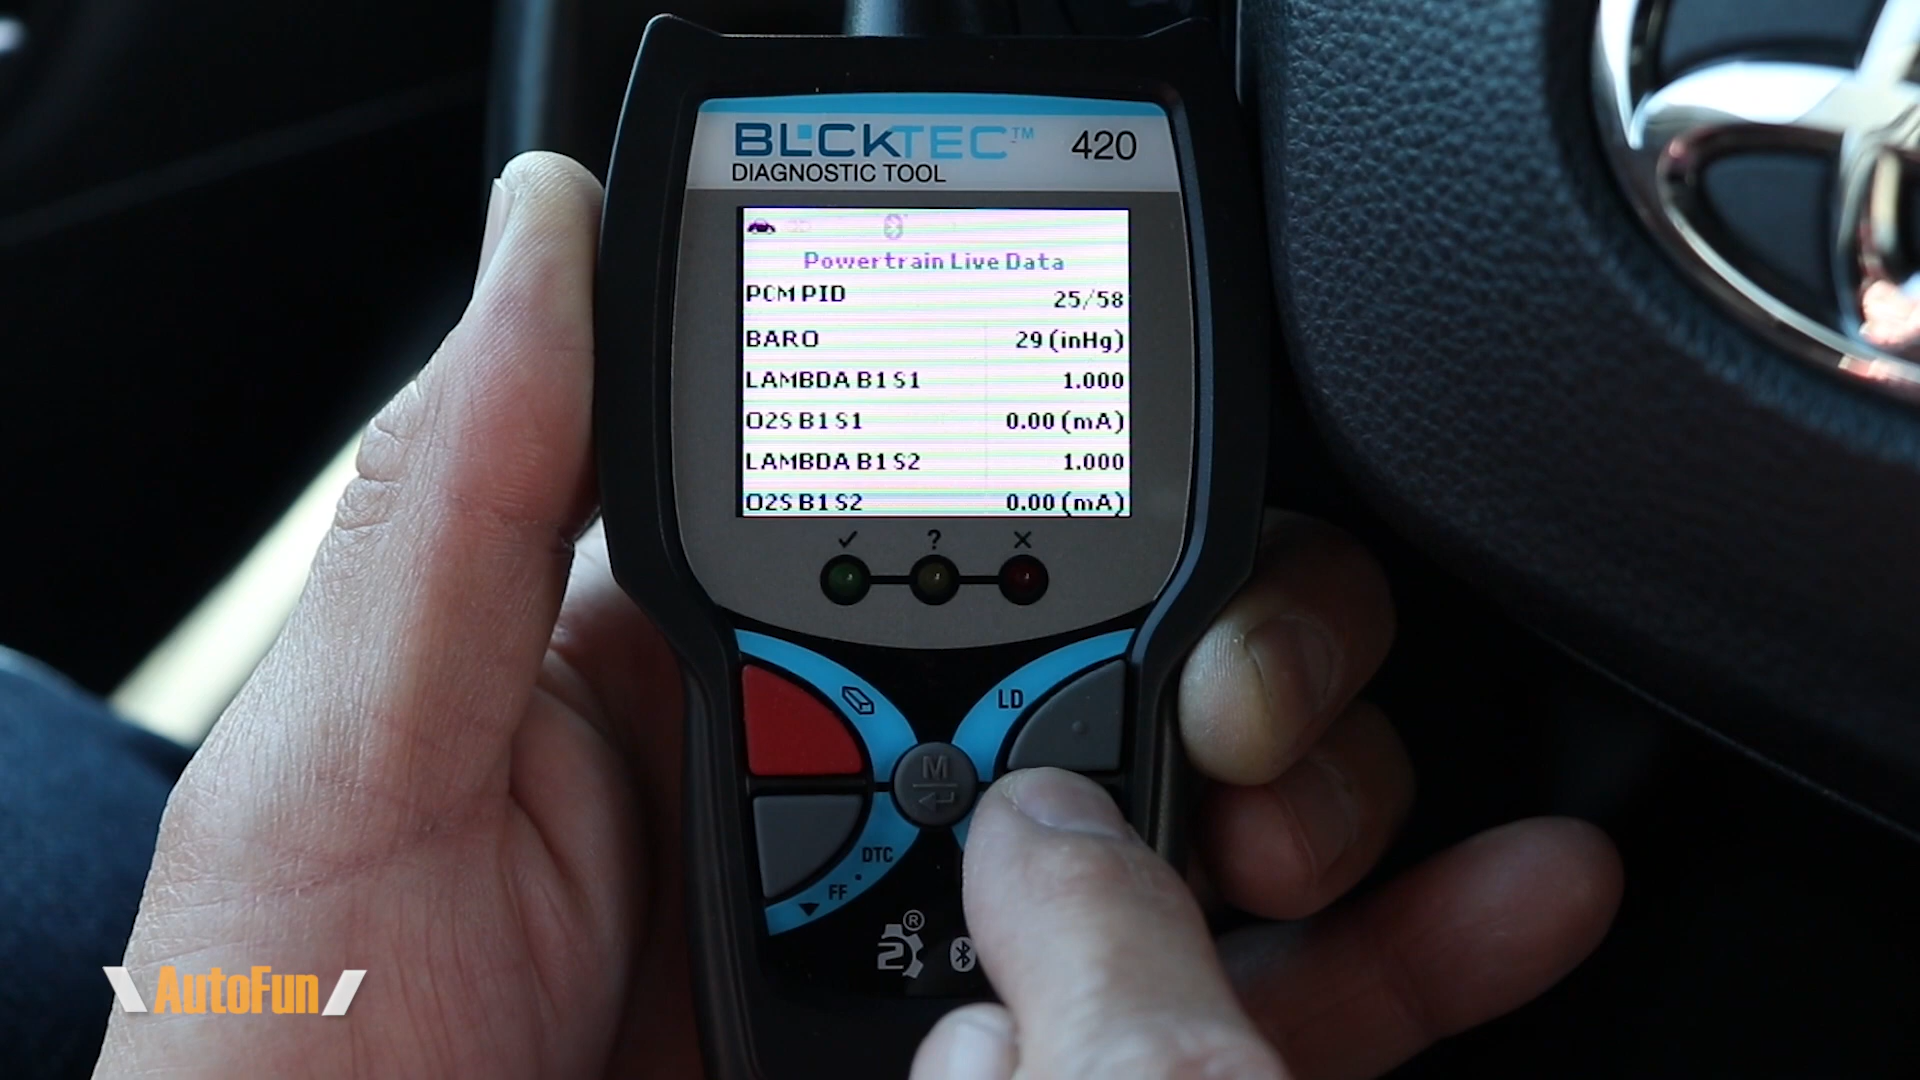 BLCKTEC™ 420
DIAGNOSTIC TOOL
Powertrain Live Data
PCM PID 25/58
BARO 29 (inHg)
LAMBDA B1 S1 1.000
O2S B1 S1 0.00 (mA)
LAMBDA B1 S2 1.000
O2S B1 S2 0.00 (mA)
✓ ? ✕
LD
M
DTC
FF
2 ®
AutoFun